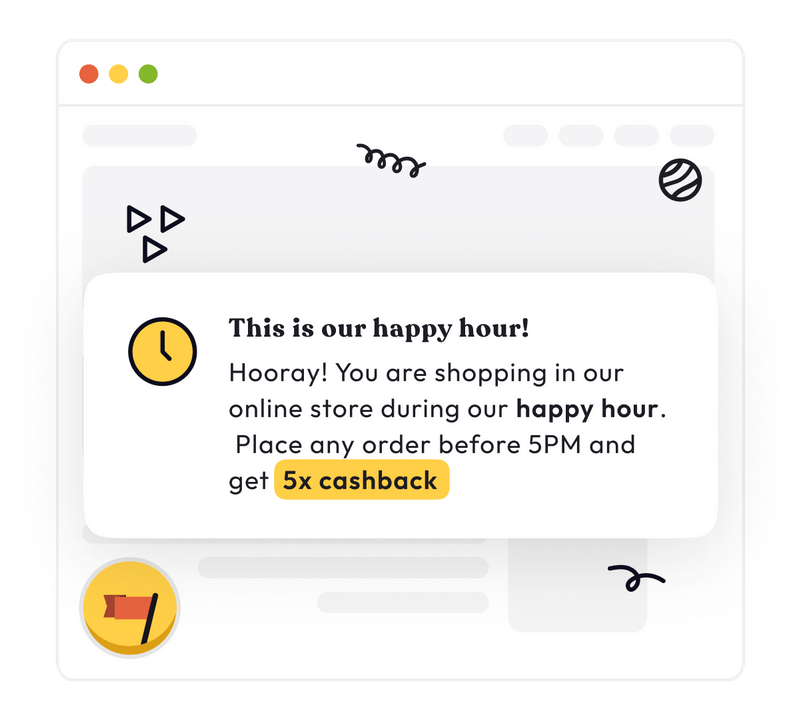 This is our happy hour!
Hooray! You are shopping in our
online store during our happy hour.
Place any order before 5PM and
get 5x cashback